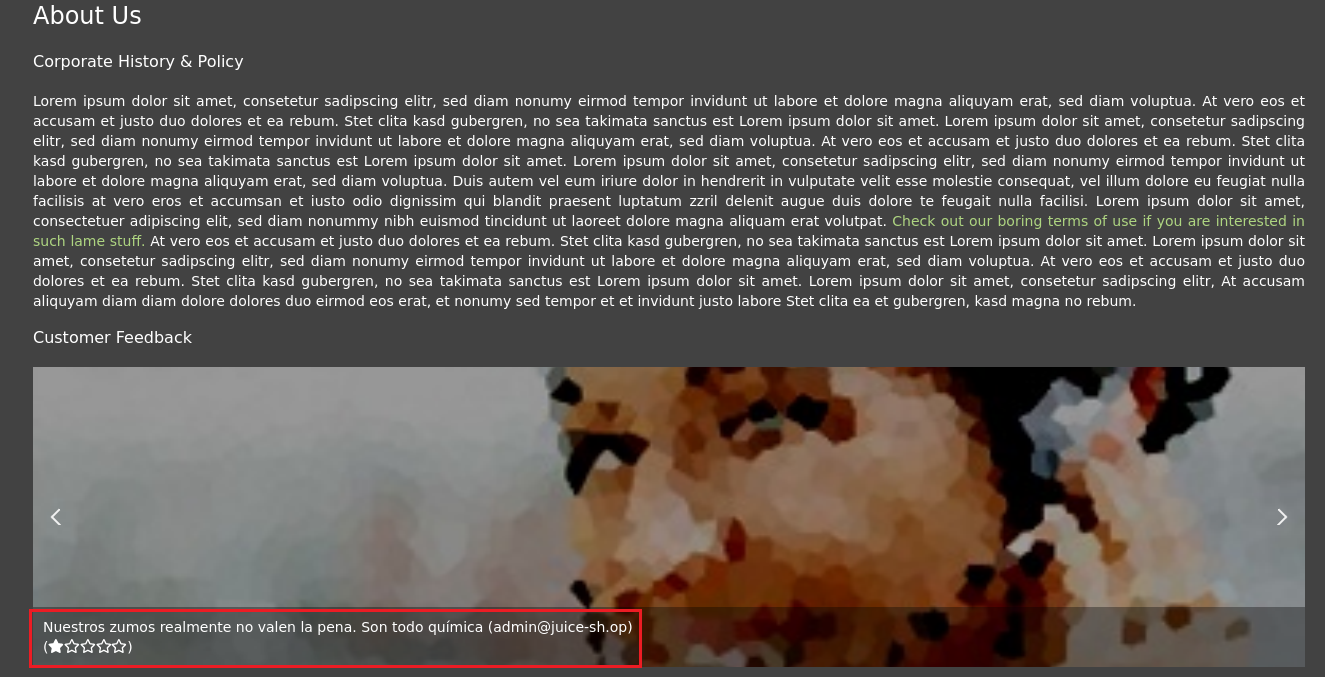 About Us
Corporate History & Policy
Lorem ipsum dolor sit amet, consetetur sadipscing elitr, sed diam nonumy eirmod tempor invidunt ut labore et dolore magna aliquyam erat, sed diam voluptua. At vero eos et
accusam et justo duo dolores et ea rebum. Stet clita kasd gubergren, no sea takimata sanctus est Lorem ipsum dolor sit amet. Lorem ipsum dolor sit amet, consetetur sadipscing
elitr, sed diam nonumy eirmod tempor invidunt ut labore et dolore magna aliquyam erat, sed diam voluptua. At vero eos et accusam et justo duo dolores et ea rebum. Stet clita
kasd gubergren, no sea takimata sanctus est Lorem ipsum dolor sit amet. Lorem ipsum dolor sit amet, consetetur sadipscing elitr, sed diam nonumy eirmod tempor invidunt ut
labore et dolore magna aliquyam erat, sed diam voluptua. Duis autem vel eum iriure dolor in hendrerit in vulputate velit esse molestie consequat, vel illum dolore eu feugiat nulla
facilisis at vero eros et accumsan et iusto odio dignissim qui blandit praesent luptatum zzril delenit augue duis dolore te feugait nulla facilisi. Lorem ipsum dolor sit amet,
consectetuer adipiscing elit, sed diam nonummy nibh euismod tincidunt ut laoreet dolore magna aliquam erat volutpat. Check out our boring terms of use if you are interested in
such lame stuff. At vero eos et accusam et justo duo dolores et ea rebum. Stet clita kasd gubergren, no sea takimata sanctus est Lorem ipsum dolor sit amet. Lorem ipsum dolor sit
amet, consetetur sadipscing elitr, sed diam nonumy eirmod tempor invidunt ut labore et dolore magna aliquyam erat, sed diam voluptua. At vero eos et accusam et justo duo
dolores et ea rebum. Stet clita kasd gubergren, no sea takimata sanctus est Lorem ipsum dolor sit amet. Lorem ipsum dolor sit amet, consetetur sadipscing elitr, At accusam
aliquyam diam diam dolore dolores duo eirmod eos erat, et nonumy sed tempor et et invidunt justo labore Stet clita ea et gubergren, kasd magna no rebum.
Customer Feedback
Nuestros zumos realmente no valen la pena. Son todo química (admin@juice-sh.op)
(★☆☆☆☆)